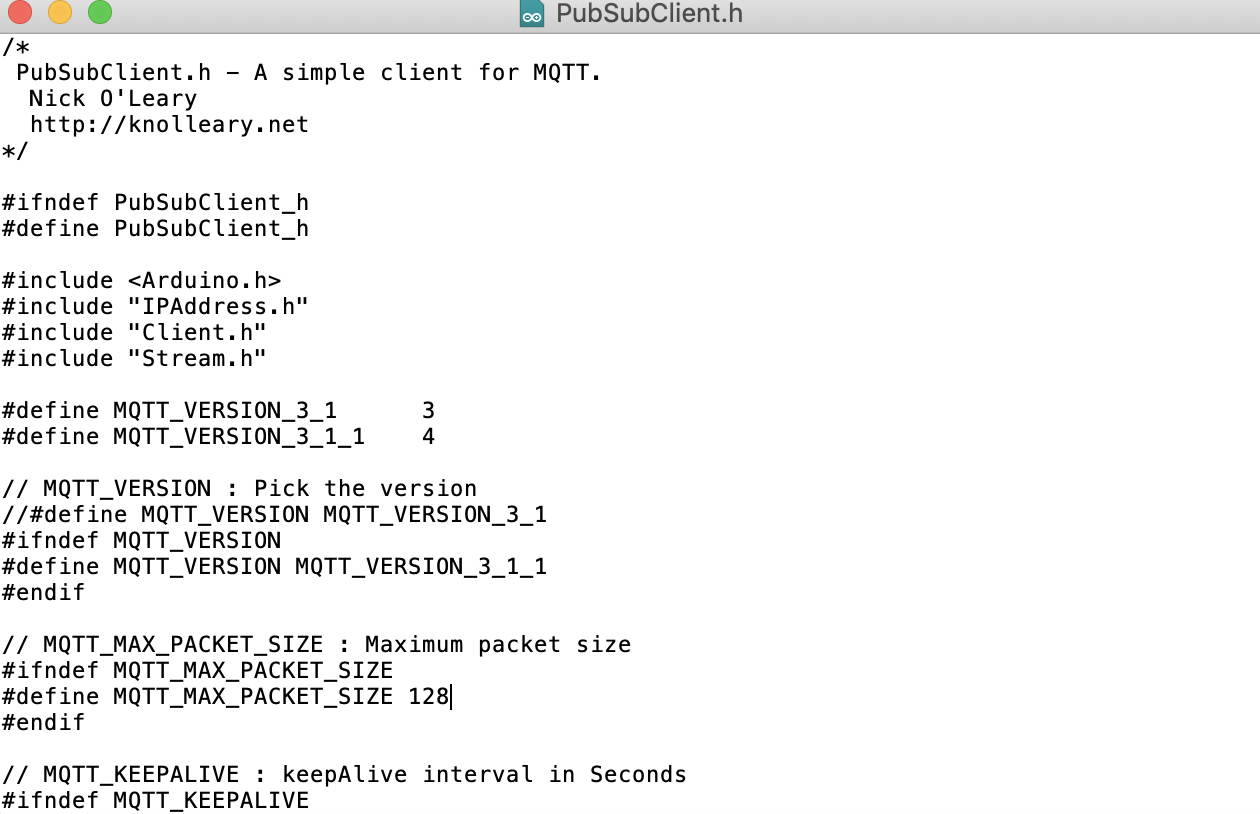 PubSubClient.h
/*
 PubSubClient.h - A simple client for MQTT.
  Nick O'Leary
  http://knolleary.net
*/

#ifndef PubSubClient_h
#define PubSubClient_h

#include <Arduino.h>
#include "IPAddress.h"
#include "Client.h"
#include "Stream.h"

#define MQTT_VERSION_3_1      3
#define MQTT_VERSION_3_1_1    4

// MQTT_VERSION : Pick the version
//#define MQTT_VERSION MQTT_VERSION_3_1
#ifndef MQTT_VERSION
#define MQTT_VERSION MQTT_VERSION_3_1_1
#endif

// MQTT_MAX_PACKET_SIZE : Maximum packet size
#ifndef MQTT_MAX_PACKET_SIZE
#define MQTT_MAX_PACKET_SIZE 128
#endif

// MQTT_KEEPALIVE : keepAlive interval in Seconds
#ifndef MQTT_KEEPALIVE